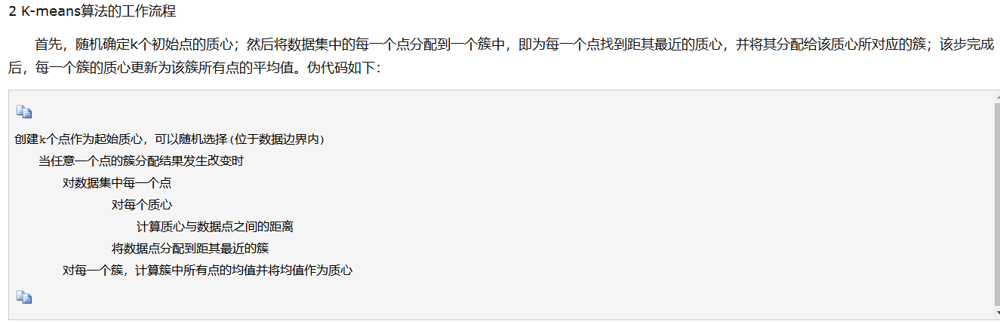 2 K-means算法的工作流程
首先，随机确定k个初始点的质心；然后将数据集中的每一个点分配到一个簇中，即为每一个点找到距其最近的质心，并将其分配给该质心所对应的簇；该步完成
后，每一个簇的质心更新为该簇所有点的平均值。伪代码如下：
创建k个点作为起始质心，可以随机选择(位于数据边界内)
当任意一个点的簇分配结果发生改变时
对数据集中每一个点
对每个质心
计算质心与数据点之间的距离
将数据点分配到距其最近的簇
对每一个簇，计算簇中所有点的均值并将均值作为质心